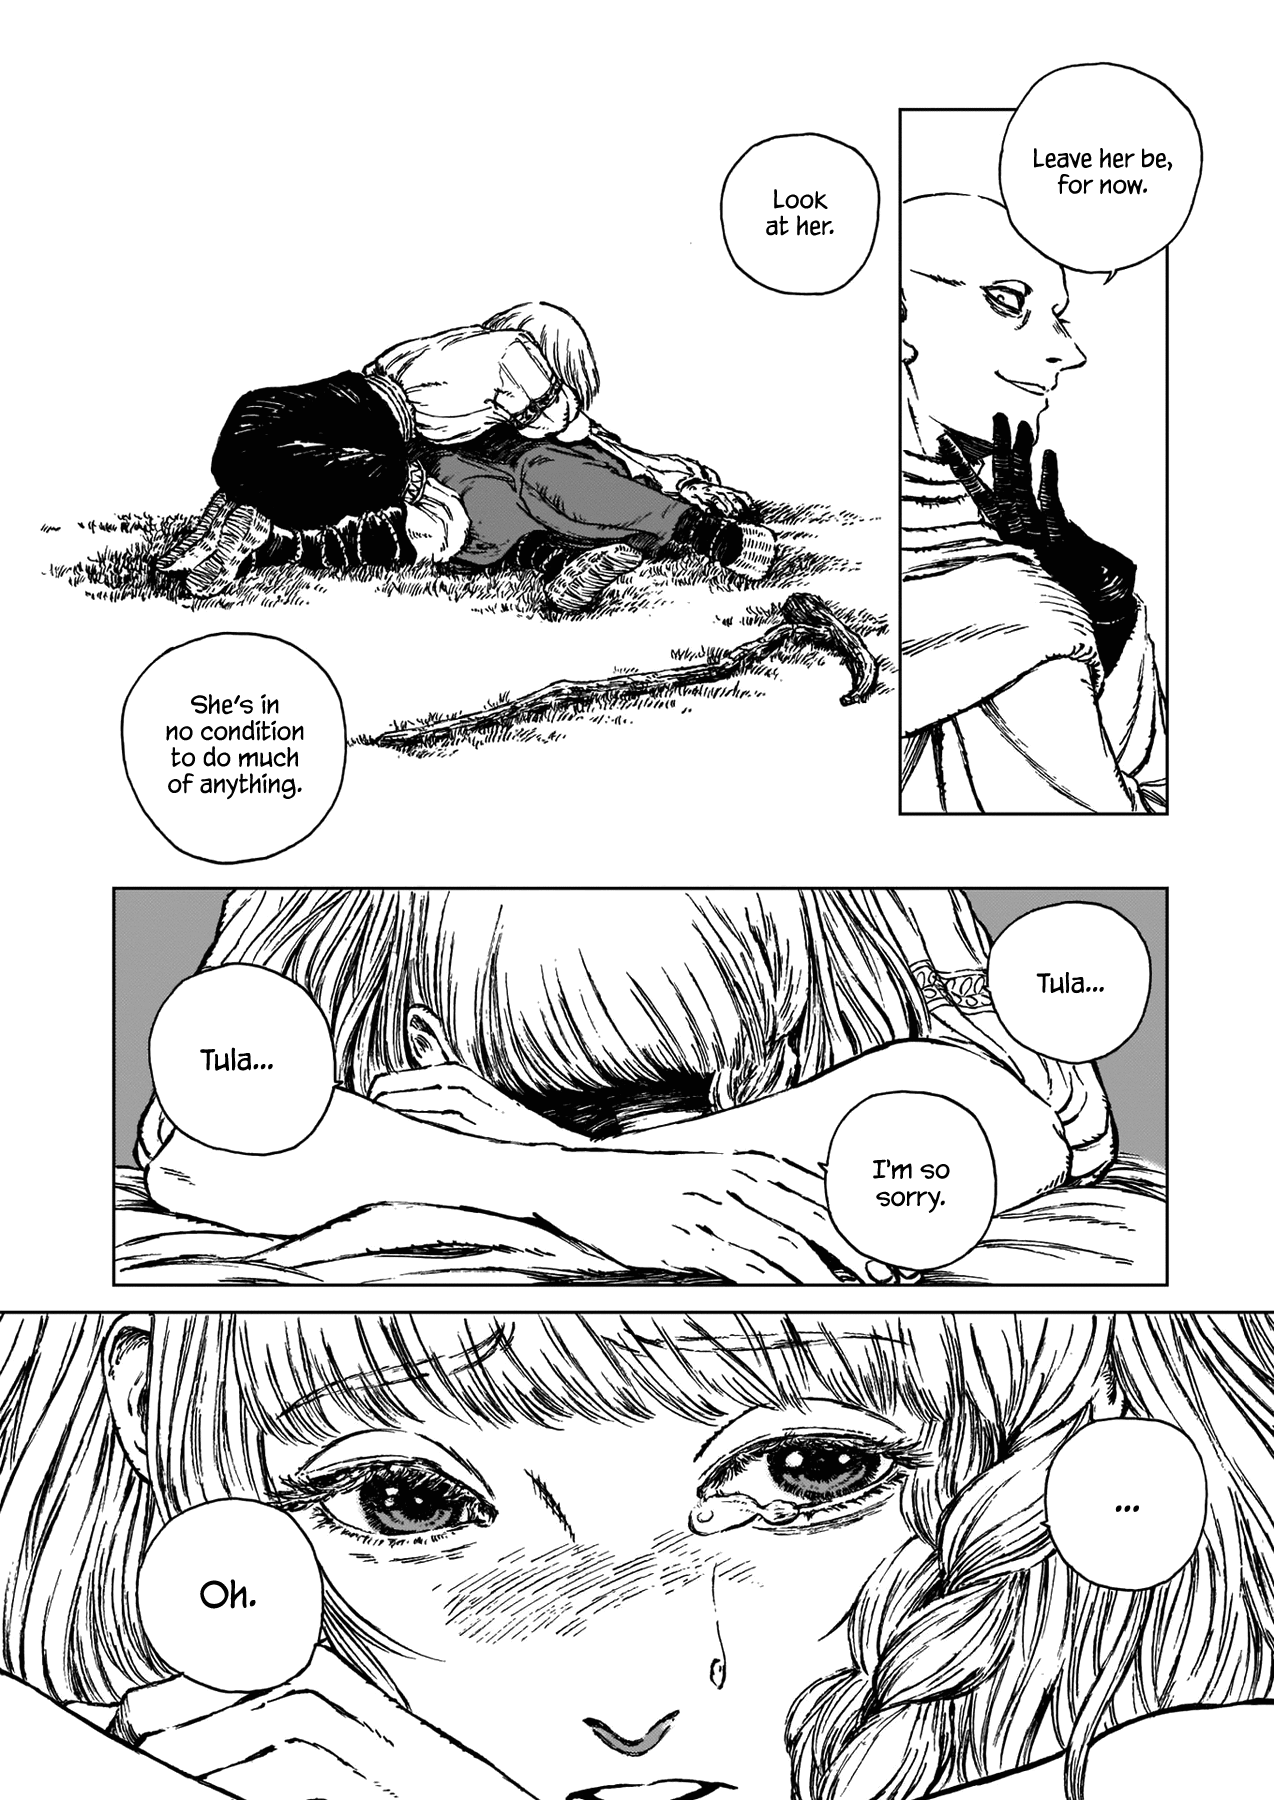 Leave her be,
for now.
Look
at her.
She's in
no condition
to do much
of anything.
Tula...
Tula...
I'm so
sorry.
...
Oh.